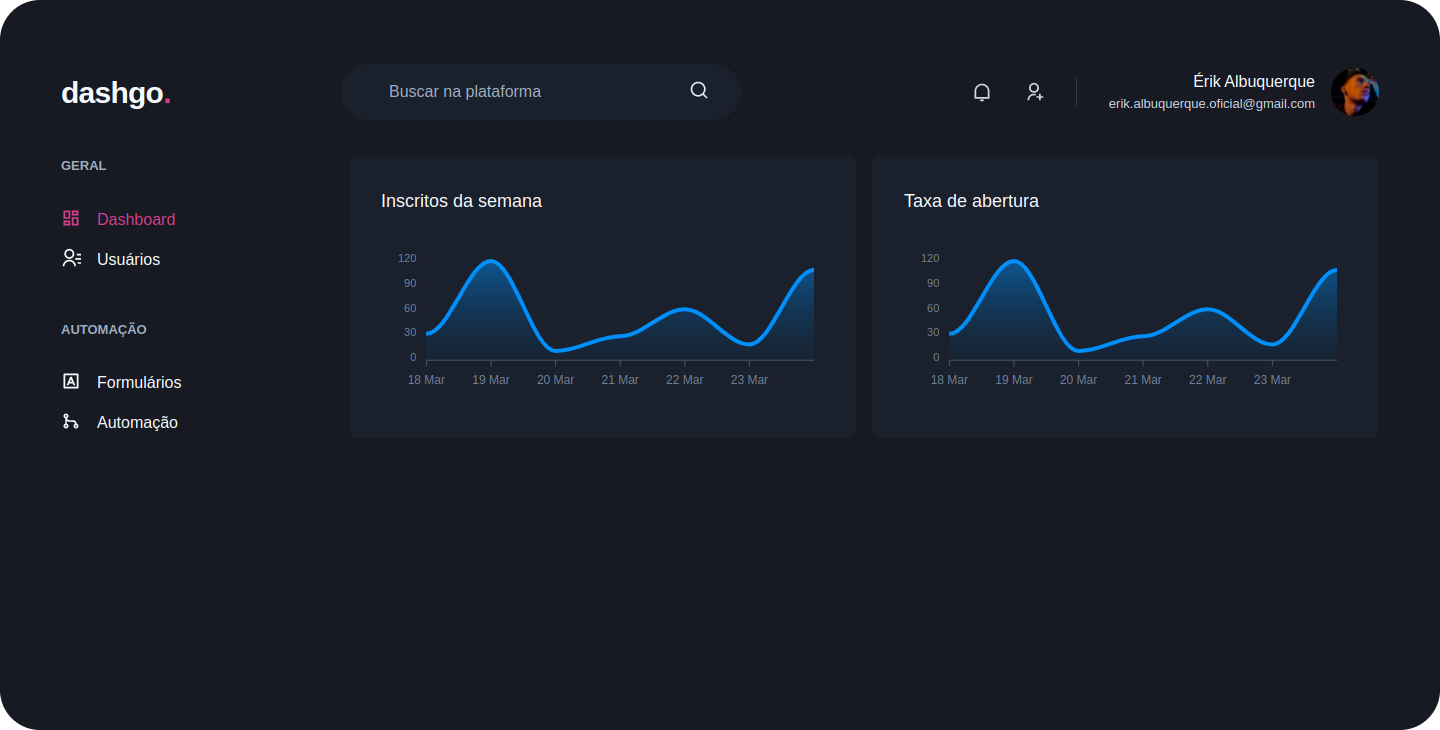 dashgo.
Buscar na plataforma
Érik Albuquerque
erik.albuquerque.oficial@gmail.com
GERAL
Dashboard
Usuários
AUTOMAÇÃO
Formulários
Automação
Inscritos da semana
120
90
60
30
0
18 Mar 19 Mar 20 Mar 21 Mar 22 Mar 23 Mar
Taxa de abertura
120
90
60
30
0
18 Mar 19 Mar 20 Mar 21 Mar 22 Mar 23 Mar